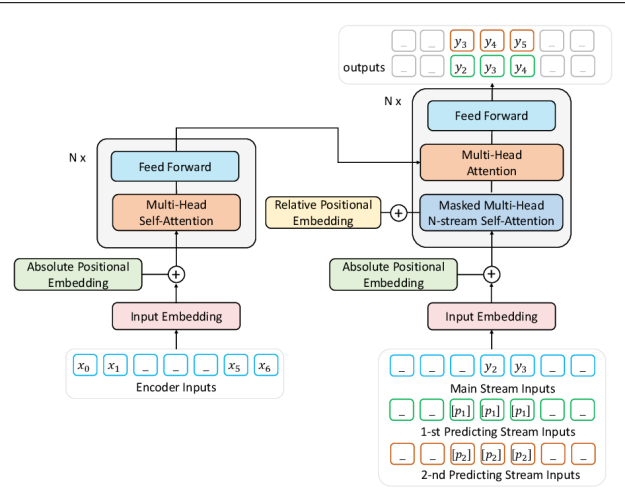 _ _ y3 y4 y5 _ _
outputs _ _ y2 y3 y4 _ _
N x
Feed Forward
Multi-Head
Attention
Relative Positional
Embedding
+
Masked Multi-Head
N-stream Self-Attention
Absolute Positional
Embedding
+
Input Embedding
N x
Feed Forward
Multi-Head
Self-Attention
Absolute Positional
Embedding
+
Input Embedding
x0 x1 _ _ _ x5 x6
Encoder Inputs
_ _ _ y2 y3 _ _
Main Stream Inputs
_ _ [p1] [p1] [p1] _ _
1-st Predicting Stream Inputs
_ _ [p2] [p2] [p2] _ _
2-nd Predicting Stream Inputs